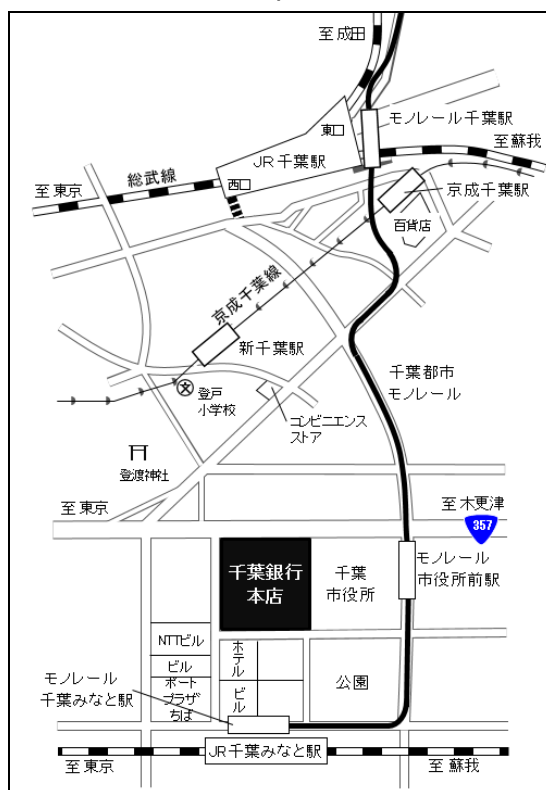 至 成田
モノレール千葉駅
東口
JR千葉駅
至 蘇我
総武線
西口
至 東京
京成千葉駅
百貨店
京成千葉線
新千葉駅
千葉都市
モノレール
登戸
小学校
コンビニエンス
ストア
登渡神社
至 東京
至 木更津
357
千葉銀行
本店
千葉
市役所
モノレール
市役所前駅
NTTビル
ビル
ポート
プラザ
ちば
ホテル
ビル
公園
モノレール
千葉みなと駅
JR千葉みなと駅
至 東京
至 蘇我